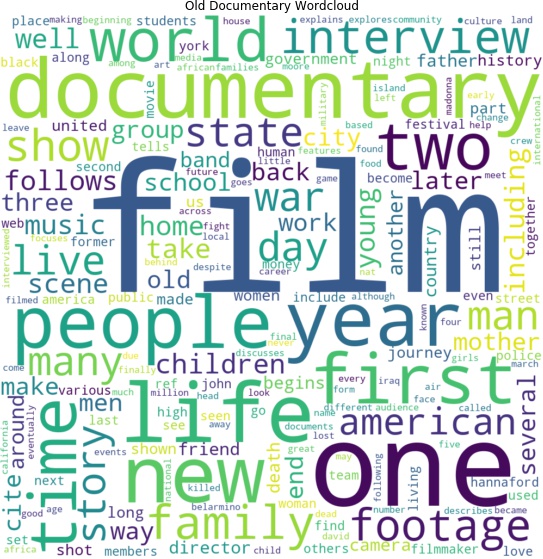 Old Documentary Wordcloud
place making beginning students house explains explores community culture land
well world york interview
black along art media government night father history
among african families moore movie island left madonna early change part
documentary
show united group tells state city festival two crew international
follows second band human little features based found food
school future goes back military game become later meet help
three film
web music home us across war fight local work young another country still including together
interviewed focuses former take behind despite day money career nat
live scene old women include although even street
filmed america public made known four man mother
people year
final never discusses journey girls police march
many children iraq air first
come due finally ref john every form face
make various much million head look begins different audience called
around men life name documents lost american several
california eventually last high see seen go away great five
time story events shown friend death end may team following living one hannaford used
cite next national killed belarmino woman
new
good age long dead find david number describes became
way family camera footage
set africa shot members director child others filmmaker love
leave